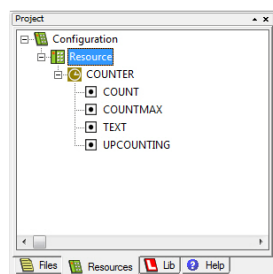 Project
Configuration
Resource
COUNTER
COUNT
COUNTMAX
TEXT
UPCOUNTING
Files Resources Lib Help